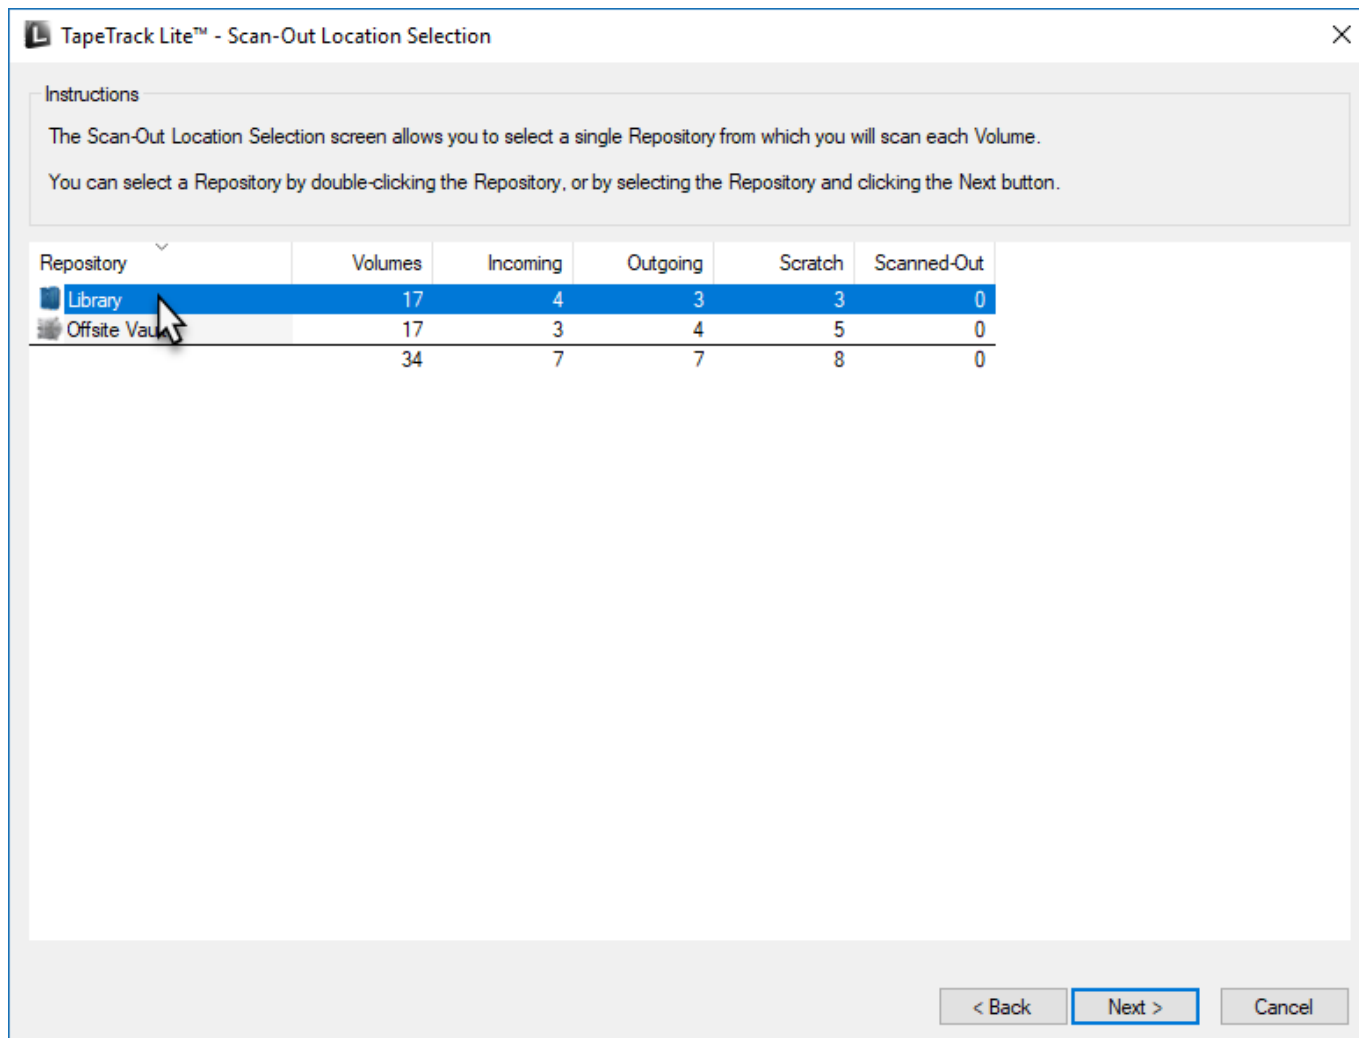 TapeTrack Lite™ - Scan-Out Location Selection
Instructions
The Scan-Out Location Selection screen allows you to select a single Repository from which you will scan each Volume.
You can select a Repository by double-clicking the Repository, or by selecting the Repository and clicking the Next button.
Repository Volumes Incoming Outgoing Scratch Scanned-Out
Library 17 4 3 3 0
Offsite 17 3 4 5 0
34 7 7 8 0
< Back Next > Cancel